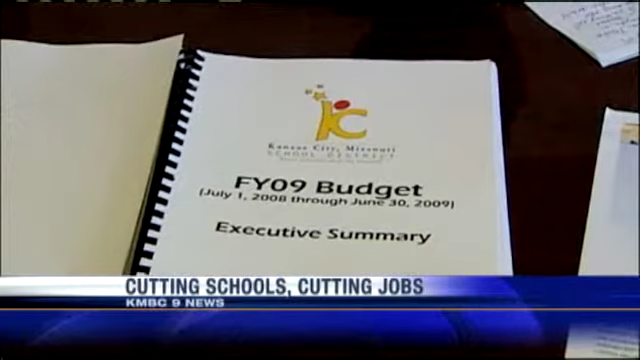 KC
Kansas City, Missouri
SCHOOL DISTRICT
FY09 Budget
(July 1, 2008 through June 30, 2009)
Executive Summary
CUTTING SCHOOLS, CUTTING JOBS
KMBC 9 NEWS